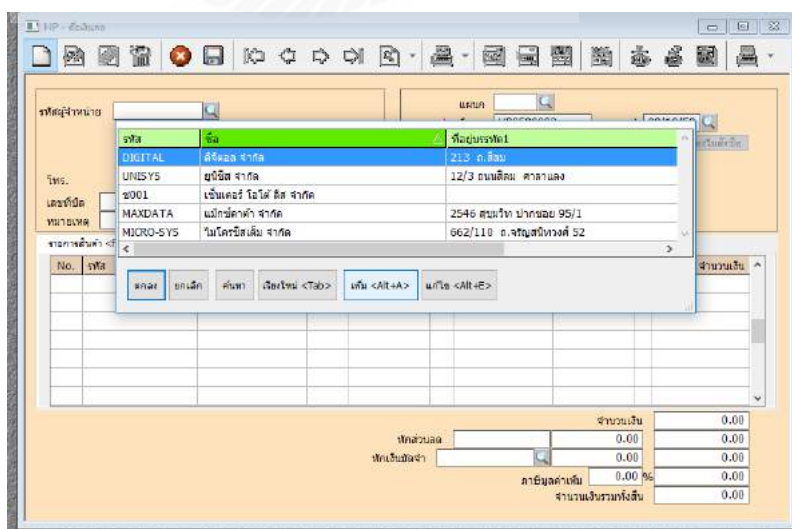 HP - ซื้อเงินสด
รหัสผู้จำหน่าย
แผนก
รหัส ชื่อ ที่อยู่บรรทัด1
DIGITAL ดิจิตอล จำกัด 213 ถ.สีลม
UNISYS ยูนิซิส จำกัด 12/3 ถนนสีลม ศาลาแดง
ช001 เซ็นเตอร์ โอโต้ ลิส จำกัด
MAXDATA แม๊กซ์ดาต้า จำกัด 2546 สุขุมวิท ปากซอย 95/1
MICRO-SYS ไมโครซิสเต็ม จำกัด 662/110 ถ.จรัญสนิทวงศ์ 52
โทร.
เลขที่บิล
หมายเหตุ
รายการสินค้า
ตกลง ยกเลิก ค้นหา เรียงใหม่ <Tab> เพิ่ม <Alt+A> แก้ไข <Alt+E>
No. รหัส จำนวนเงิน
จำนวนเงิน 0.00
หักส่วนลด 0.00 0.00
หักเงินมัดจำ 0.00 0.00
ภาษีมูลค่าเพิ่ม 0.00 % 0.00
จำนวนเงินรวมทั้งสิ้น 0.00